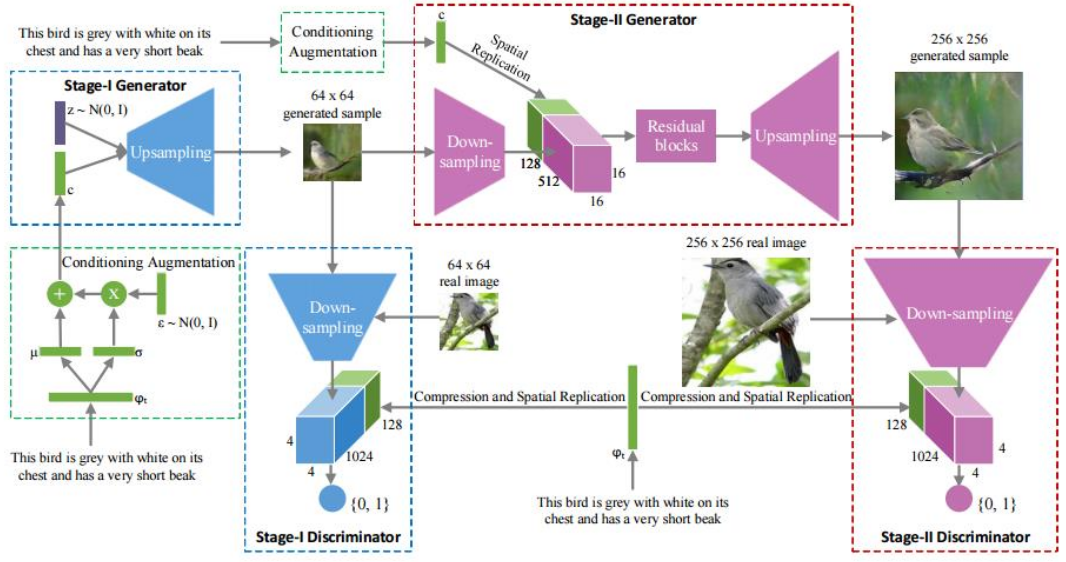 This bird is grey with white on its
chest and has a very short beak
Conditioning
Augmentation
c
Stage-II Generator
Spatial
Replication
256 x 256
generated sample
Stage-I Generator
z ~ N(0, I)
Upsampling
c
64 x 64
generated sample
Down-
sampling
128
512
16
16
Residual
blocks
Upsampling
Conditioning Augmentation
+
X
ε ~ N(0, I)
μ
σ
φt
This bird is grey with white on its
chest and has a very short beak
Down-
sampling
64 x 64
real image
256 x 256 real image
Down-sampling
Compression and Spatial Replication
Compression and Spatial Replication
128
4
1024
4
{0, 1}
Stage-I Discriminator
φt
This bird is grey with white on its
chest and has a very short beak
128
1024
4
4
{0, 1}
Stage-II Discriminator